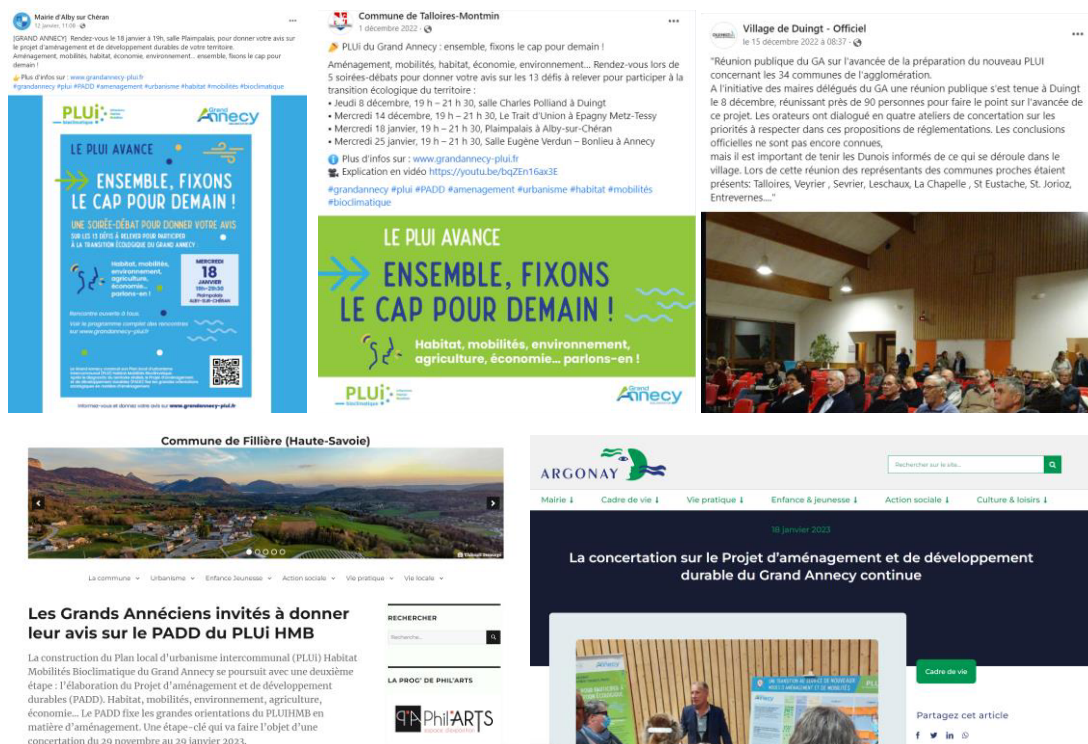 Mairie d'Alby sur Chéran
12 janvier, 11:06
[GRAND ANNECY] Rendez-vous le 18 janvier à 19h, salle Plaimpalais, pour donner votre avis sur
le projet d'aménagement et de développement durables de votre territoire.
Aménagement, mobilités, habitat, économie, environnement... ensemble, fixons le cap pour
demain !
Plus d'infos sur : www.grandannecy-plui.fr
#grandannecy #plui #PADD #amenagement #urbanisme #habitat #mobilités #bioclimatique
PLUi
bioclimatique
Grand
Annecy
LE PLUI AVANCE
ENSEMBLE, FIXONS
LE CAP POUR DEMAIN !
UNE SOIRÉE-DÉBAT POUR DONNER VOTRE AVIS
SUR LES 13 DÉFIS À RELEVER POUR PARTICIPER
À LA TRANSITION ÉCOLOGIQUE DU GRAND ANNECY :
Habitat, mobilités,
environnement,
agriculture,
économie...
parlons-en !
MERCREDI
18
JANVIER
19h-21h30
Plaimpalais
ALBY-SUR-CHÉRAN
Rencontre ouverte à tous.
Voir le programme complet des rencontres
sur www.grandannecy-plui.fr
Informez-vous et donnez votre avis sur www.grandannecy-plui.fr
Commune de Talloires-Montmin
1 décembre 2022
PLUi du Grand Annecy : ensemble, fixons le cap pour demain !
Aménagement, mobilités, habitat, économie, environnement... Rendez-vous lors de
5 soirées-débats pour donner votre avis sur les 13 défis à relever pour participer à la
transition écologique du territoire :
• Jeudi 8 décembre, 19 h – 21 h 30, salle Charles Polliand à Duingt
• Mercredi 14 décembre, 19 h – 21 h 30, Le Trait d'Union à Epagny Metz-Tessy
• Mercredi 18 janvier, 19 h – 21 h 30, Plaimpalais à Alby-sur-Chéran
• Mercredi 25 janvier, 19 h – 21 h 30, Salle Eugène Verdun – Bonlieu à Annecy
Plus d'infos sur : www.grandannecy-plui.fr
Explication en vidéo https://youtu.be/bqZEn16ax3E
#grandannecy #plui #PADD #amenagement #urbanisme #habitat #mobilités
#bioclimatique
LE PLUI AVANCE
ENSEMBLE, FIXONS
LE CAP POUR DEMAIN !
Habitat, mobilités, environnement,
agriculture, économie... parlons-en !
PLUi
bioclimatique
Grand
Annecy
Village de Duingt - Officiel
le 15 décembre 2022 à 08:37
"Réunion publique du GA sur l'avancée de la préparation du nouveau PLUI
concernant les 34 communes de l'agglomération.
A l'initiative des maires délégués du GA une réunion publique s'est tenue à Duingt
le 8 décembre, réunissant près de 90 personnes pour faire le point sur l'avancée de
ce projet. Les orateurs ont dialogué en quatre ateliers de concertation sur les
priorités à respecter dans ces propositions de réglementations. Les conclusions
officielles ne sont pas encore connues,
mais il est important de tenir les Dunois informés de ce qui se déroule dans le
village. Lors de cette réunion des représentants des communes proches étaient
présents: Talloires, Veyrier , Sevrier, Leschaux, La Chapelle , St Eustache, St. Jorioz,
Entrevernes...."
Commune de Fillière (Haute-Savoie)
La commune
Urbanisme
Enfance Jeunesse
Action sociale
Vie pratique
Vie locale
Les Grands Annéciens invités à donner
leur avis sur le PADD du PLUi HMB
La construction du Plan local d'urbanisme intercommunal (PLUi) Habitat
Mobilités Bioclimatique du Grand Annecy se poursuit avec une deuxième
étape : l'élaboration du Projet d'aménagement et de développement
durables (PADD). Habitat, mobilités, environnement, agriculture,
économie... Le PADD fixe les grandes orientations du PLUIHMB en
matière d'aménagement. Une étape-clé qui va faire l'objet d'une
concertation du 29 novembre au 29 janvier 2023.
RECHERCHER
Recherche...
LA PROG' DE PHIL'ARTS
Phil'ARTS
ARGONAY
Rechercher sur le site...
Mairie
Cadre de vie
Vie pratique
Enfance & jeunesse
Action sociale
Culture & loisirs
18 janvier 2023
La concertation sur le Projet d'aménagement et de développement
durable du Grand Annecy continue
Cadre de vie
Partagez cet article